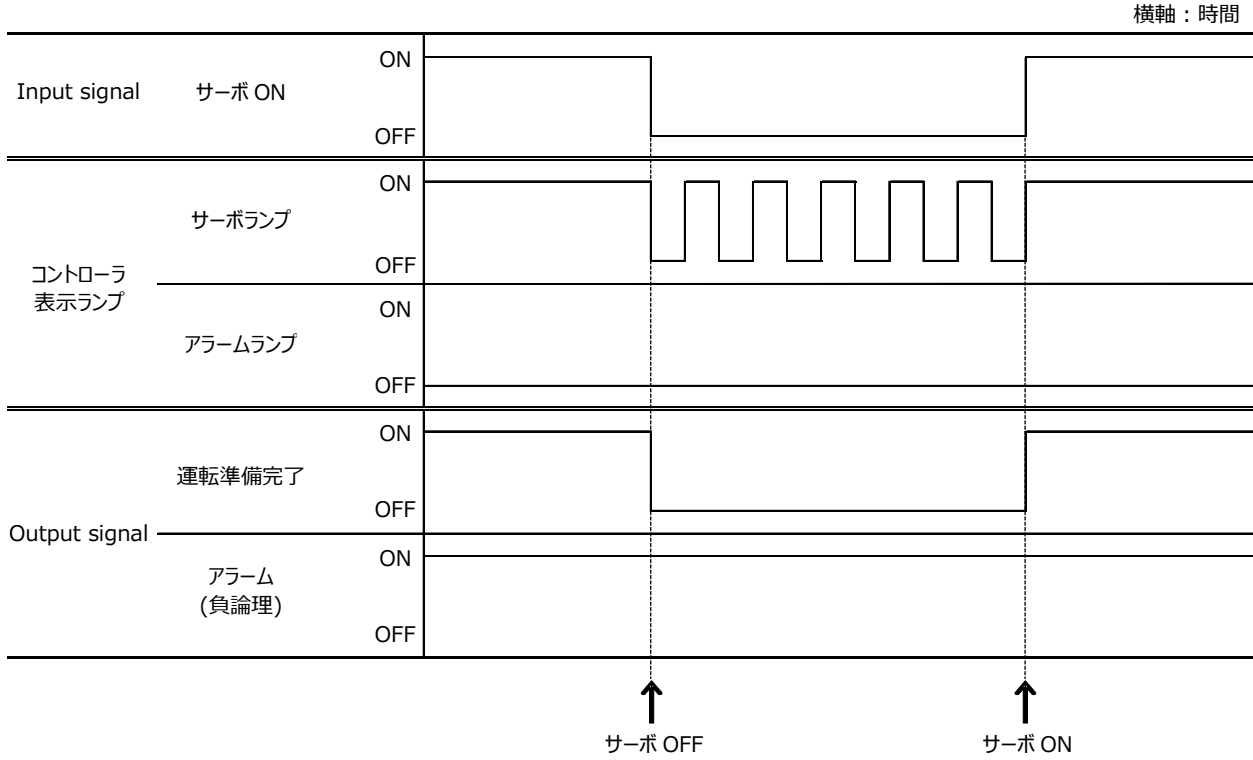 横軸：時間
Input signal
サーボ ON
ON
OFF
コントローラ
表示ランプ
サーボランプ
ON
OFF
アラームランプ
ON
OFF
Output signal
運転準備完了
ON
OFF
アラーム
(負論理)
ON
OFF
サーボ OFF
サーボ ON